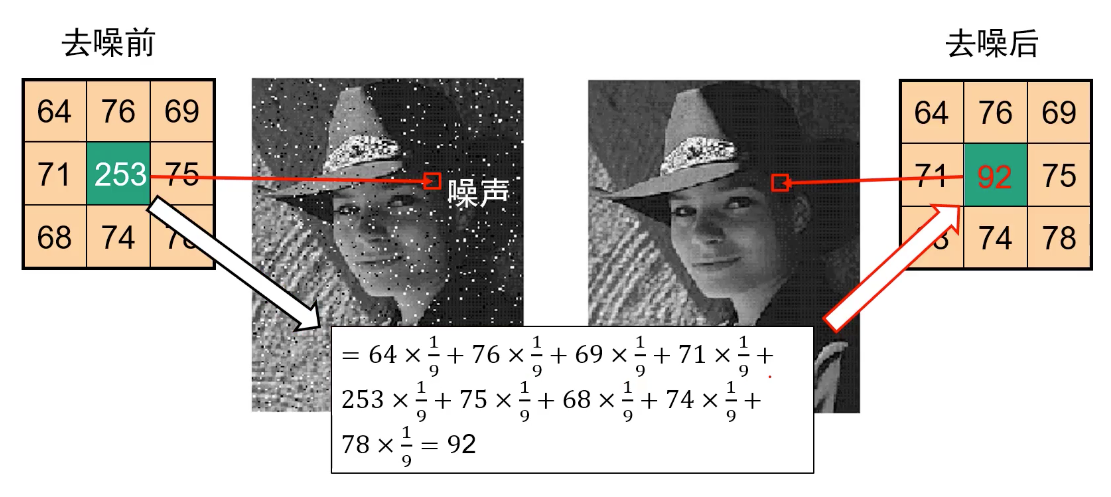 去噪前
去噪后
64 76 69
71 253 75
68 74 78
噪声
64 76 69
71 92 75
68 74 78
= 64 × 1/9 + 76 × 1/9 + 69 × 1/9 + 71 × 1/9 +
253 × 1/9 + 75 × 1/9 + 68 × 1/9 + 74 × 1/9 +
78 × 1/9 = 92